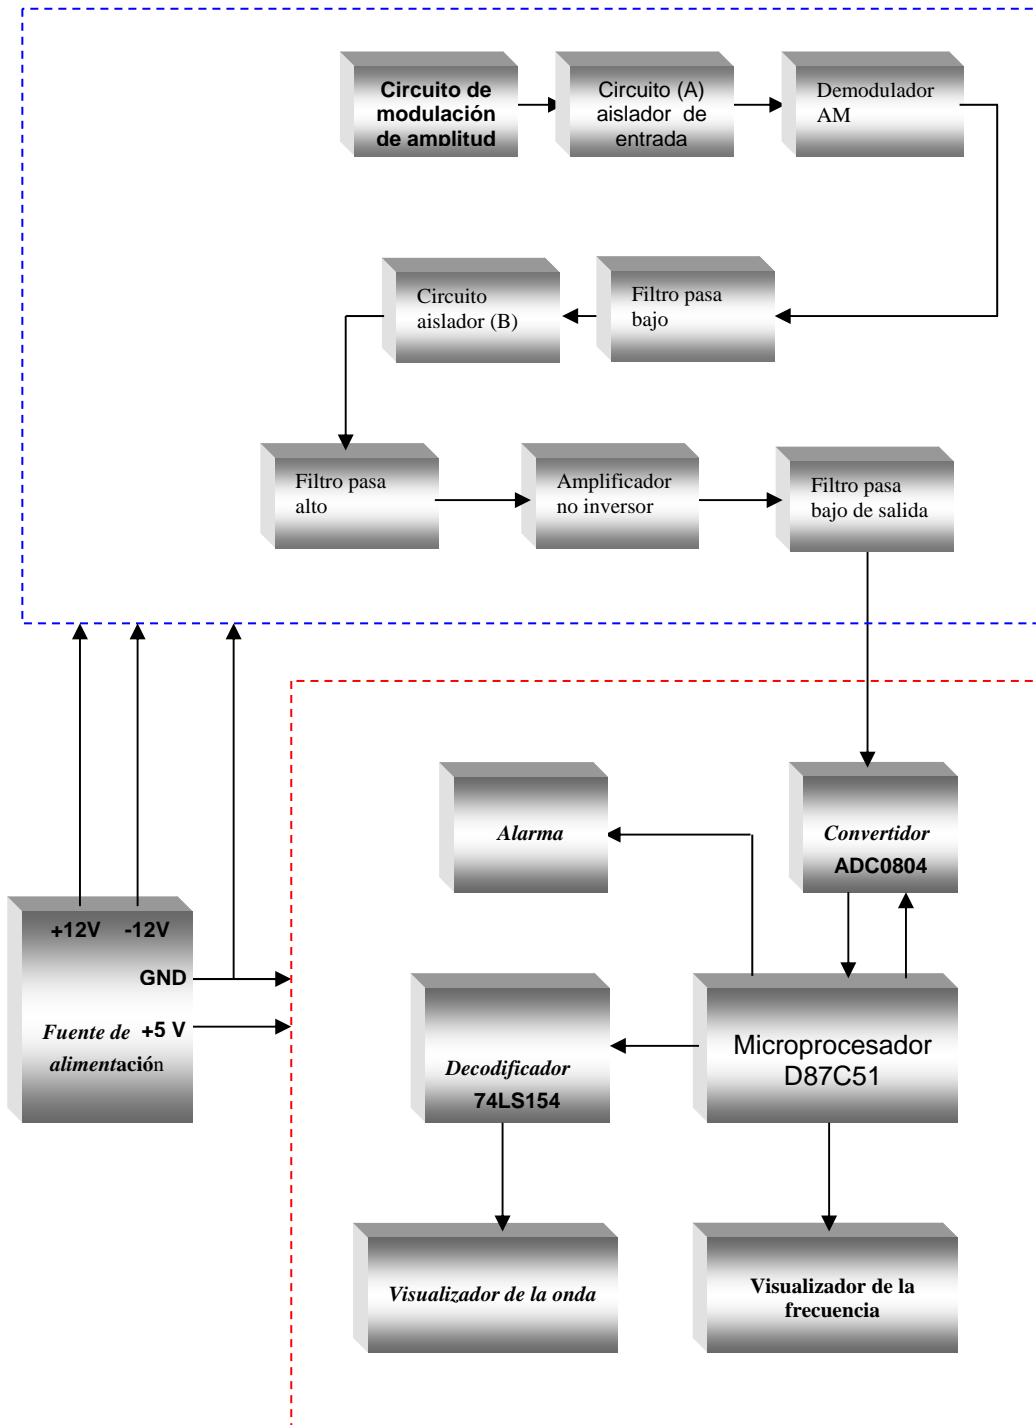 Circuito de
modulación
de amplitud
Circuito (A)
aislador de
entrada
Demodulador
AM
Circuito
aislador (B)
Filtro pasa
bajo
Filtro pasa
alto
Amplificador
no inversor
Filtro pasa
bajo de salida
Alarma
Convertidor
ADC0804
+12V -12V
GND
Fuente de +5 V
alimentación
Decodificador
74LS154
Microprocesador
D87C51
Visualizador de la onda
Visualizador de la
frecuencia